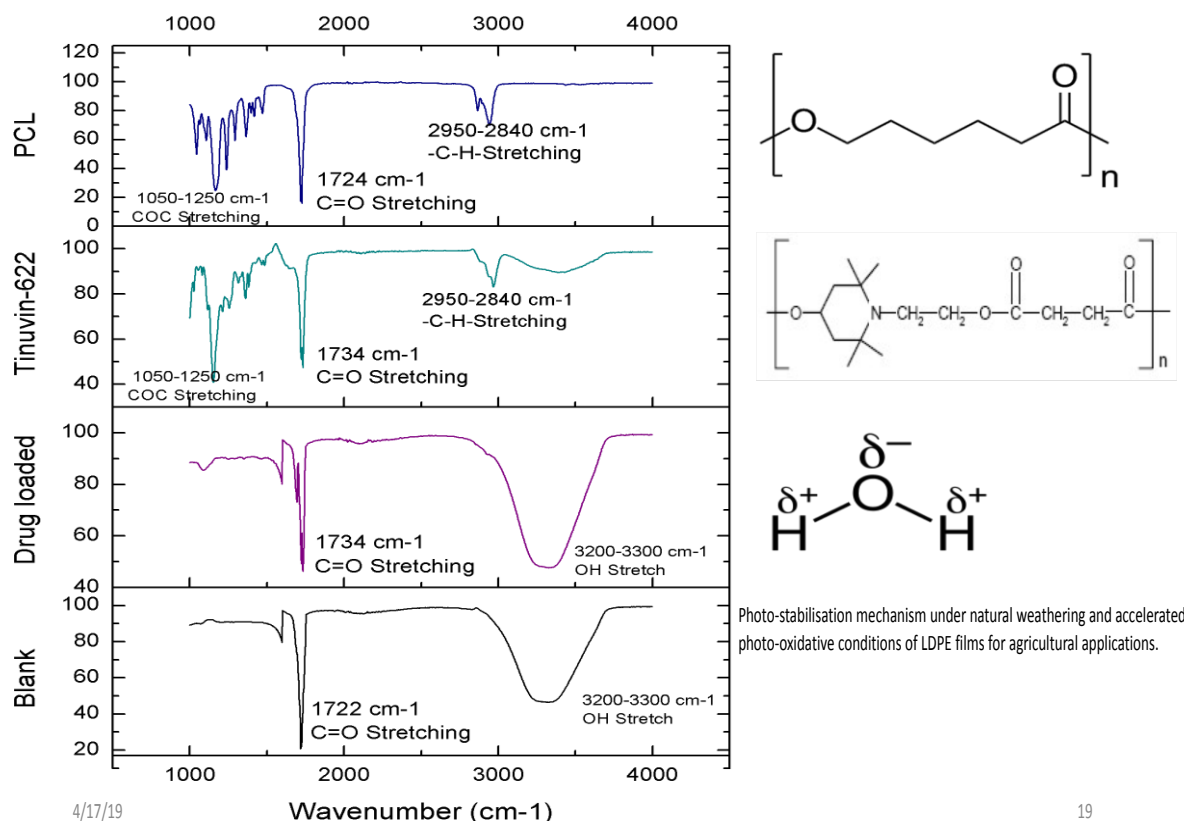 1000 2000 3000 4000
PCL
120
100
80
60
40
20
0
1050-1250 cm-1
COC Stretching
1724 cm-1
C=O Stretching
2950-2840 cm-1
-C-H-Stretching
Tinuvin-622
100
80
60
40
1050-1250 cm-1
COC Stretching
1734 cm-1
C=O Stretching
2950-2840 cm-1
-C-H-Stretching
Drug loaded
100
80
60
40
1734 cm-1
C=O Stretching
3200-3300 cm-1
OH Stretch
Blank
100
80
60
40
20
1722 cm-1
C=O Stretching
3200-3300 cm-1
OH Stretch
1000 2000 3000 4000
Wavenumber (cm-1)
O
O
n
O O
O N—CH2—CH2—O—C—CH2—CH2—C
n
δ−
δ+ O δ+
H H
Photo-stabilisation mechanism under natural weathering and accelerated
photo-oxidative conditions of LDPE films for agricultural applications.
4/17/19
19